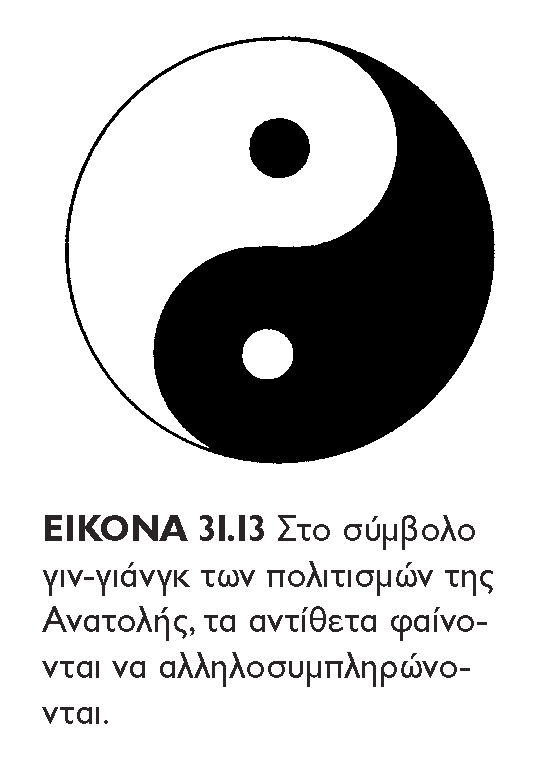 ΕΙΚΟΝΑ 31.13 Στο σύμβολο
γιν-γιάνγκ των πολιτισμών της
Ανατολής, τα αντίθετα φαίνο-
νται να αλληλοσυμπληρώνο-
νται.